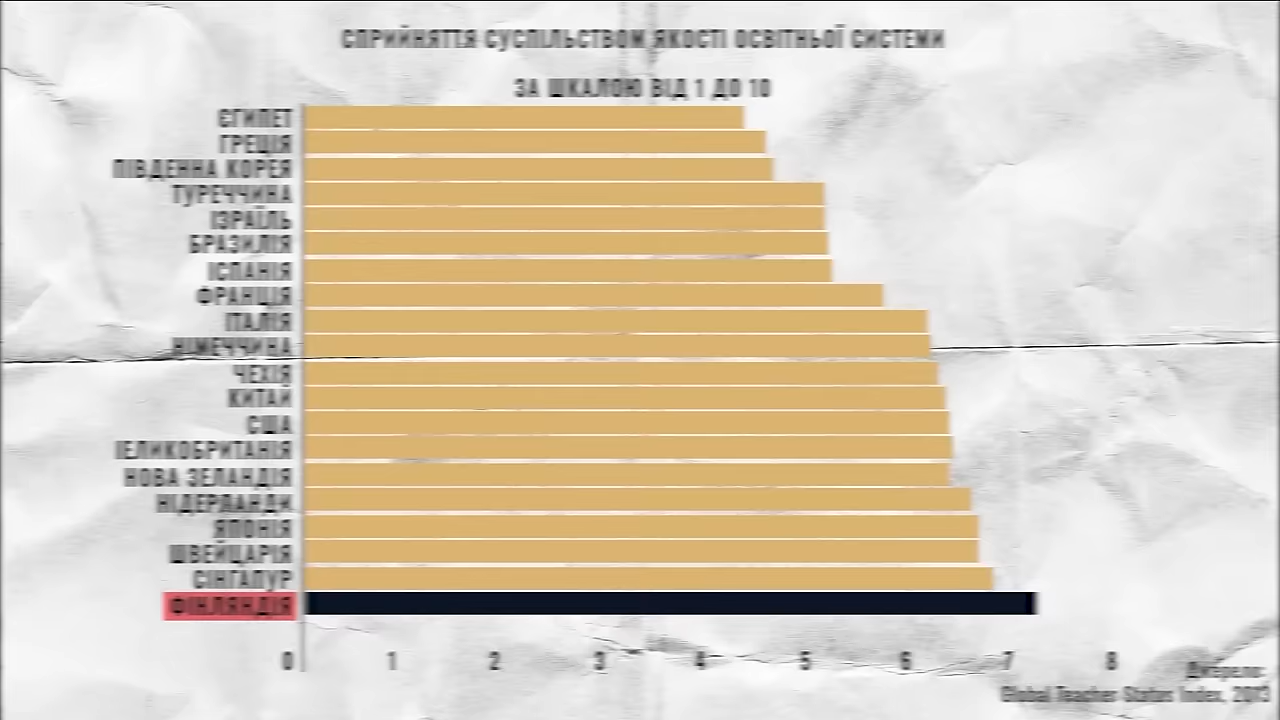 СПРИЙНЯТТЯ СУСПІЛЬСТВОМ ЯКОСТІ ОСВІТНЬОЇ СИСТЕМИ
ЗА ШКАЛОЮ ВІД 1 ДО 10
ЄГИПЕТ
ГРЕЦІЯ
ПІВДЕННА КОРЕЯ
ТУРЕЧЧИНА
ІЗРАЇЛЬ
БРАЗИЛІЯ
ІСПАНІЯ
ФРАНЦІЯ
ІТАЛІЯ
НІМЕЧЧИНА
ЧЕХІЯ
КИТАЙ
США
ВЕЛИКОБРИТАНІЯ
НОВА ЗЕЛАНДІЯ
НІДЕРЛАНДИ
ЯПОНІЯ
ШВЕЙЦАРІЯ
СІНГАПУР
ФІНЛЯНДІЯ
0 1 2 3 4 5 6 7 8
Джерело:
Global Teacher Status Index, 2013